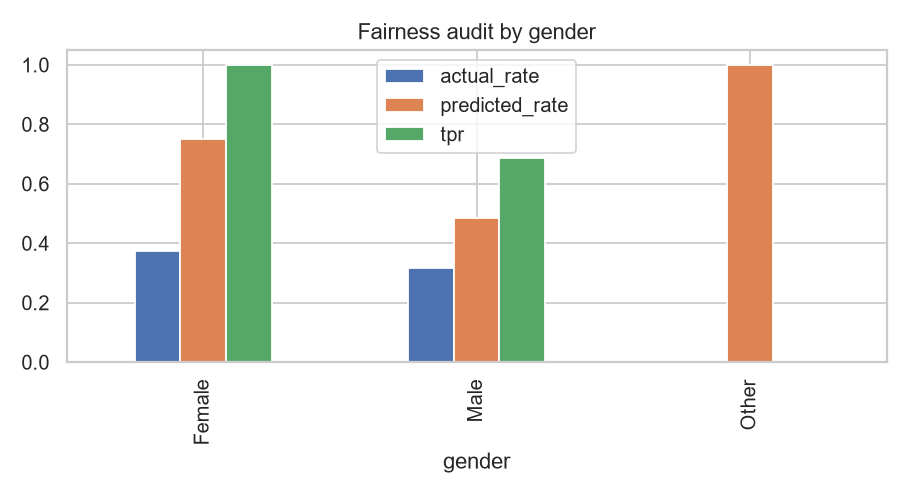 Fairness audit by gender
1.0
0.8
0.6
0.4
0.2
0.0
actual_rate
predicted_rate
tpr
Female
Male
Other
gender